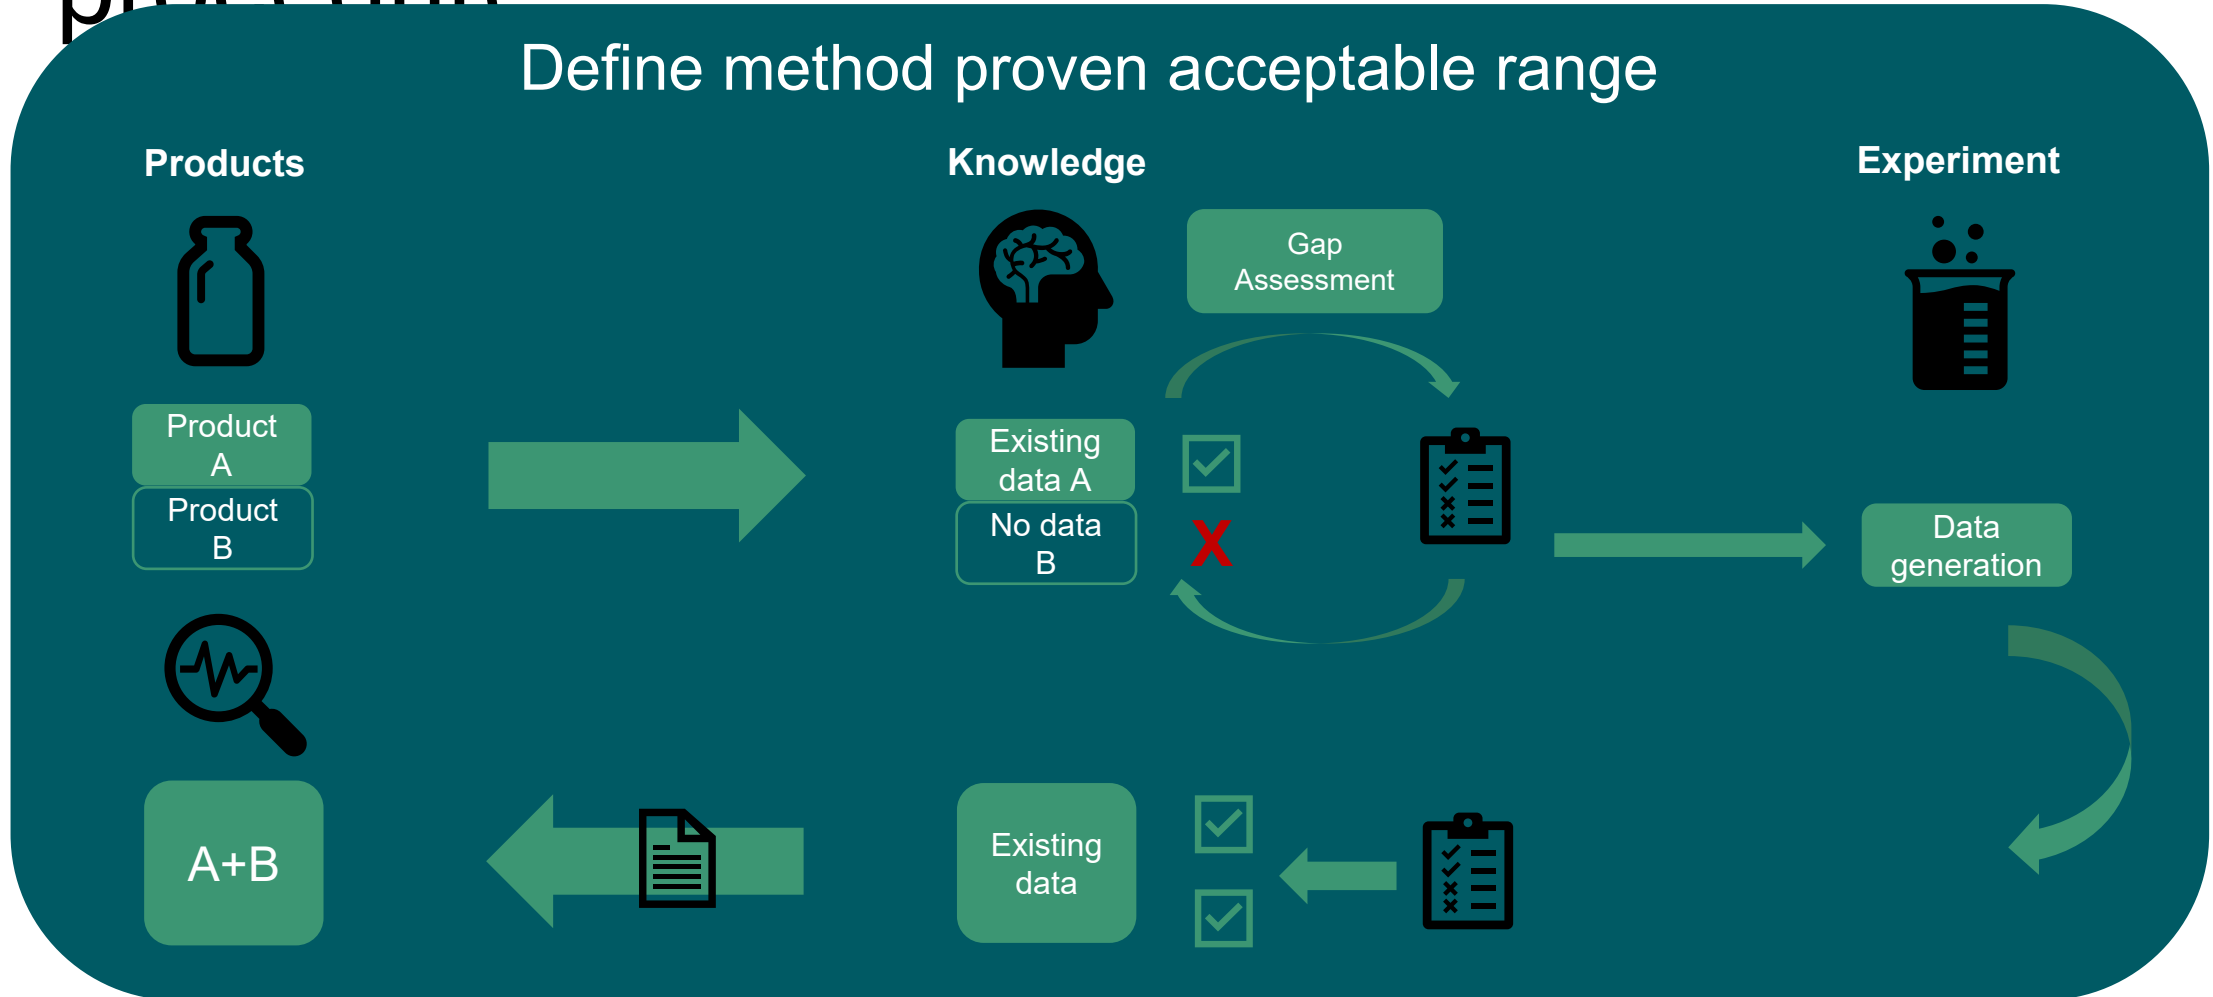 Define method proven acceptable range
Products
Knowledge
Experiment
Gap
Assessment
Product
A
Product
B
Existing
data A
No data
B
X
Data
generation
A+B
Existing
data